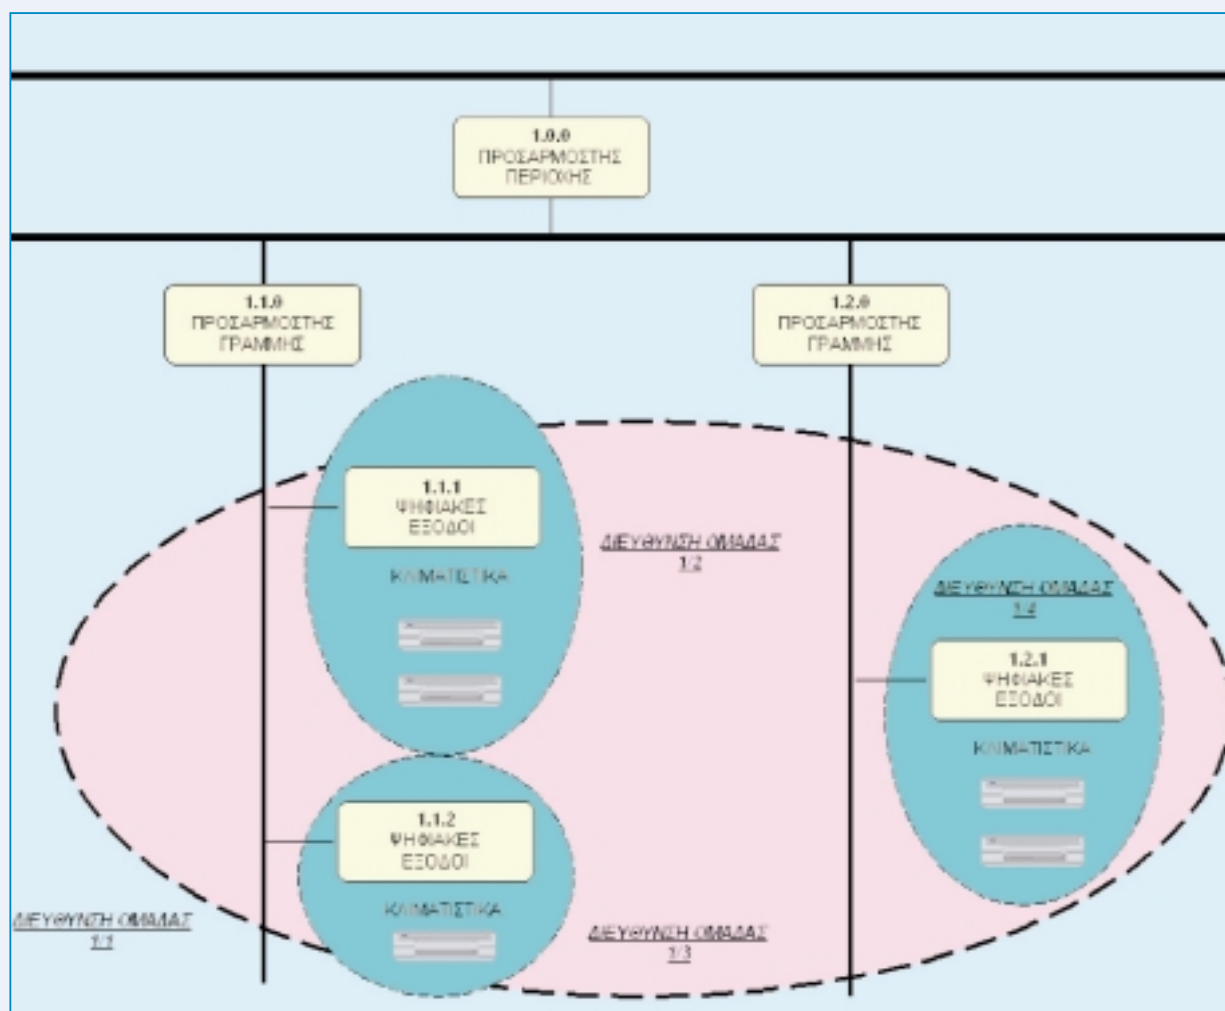 1.0.0
ΠΡΟΣΑΡΜΟΣΤΗΣ
ΠΕΡΙΟΧΗΣ
1.1.0
ΠΡΟΣΑΡΜΟΣΤΗΣ
ΓΡΑΜΜΗΣ
1.2.0
ΠΡΟΣΑΡΜΟΣΤΗΣ
ΓΡΑΜΜΗΣ
1.1.1
ΨΗΦΙΑΚΕΣ
ΕΞΟΔΟΙ
ΚΛΙΜΑΤΙΣΤΙΚΑ
ΔΙΕΥΘΥΝΣΗ ΟΜΑΔΑΣ
1/2
ΔΙΕΥΘΥΝΣΗ ΟΜΑΔΑΣ
1/4
1.2.1
ΨΗΦΙΑΚΕΣ
ΕΞΟΔΟΙ
ΚΛΙΜΑΤΙΣΤΙΚΑ
1.1.2
ΨΗΦΙΑΚΕΣ
ΕΞΟΔΟΙ
ΚΛΙΜΑΤΙΣΤΙΚΑ
ΔΙΕΥΘΥΝΣΗ ΟΜΑΔΑΣ
1/1
ΔΙΕΥΘΥΝΣΗ ΟΜΑΔΑΣ
1/3